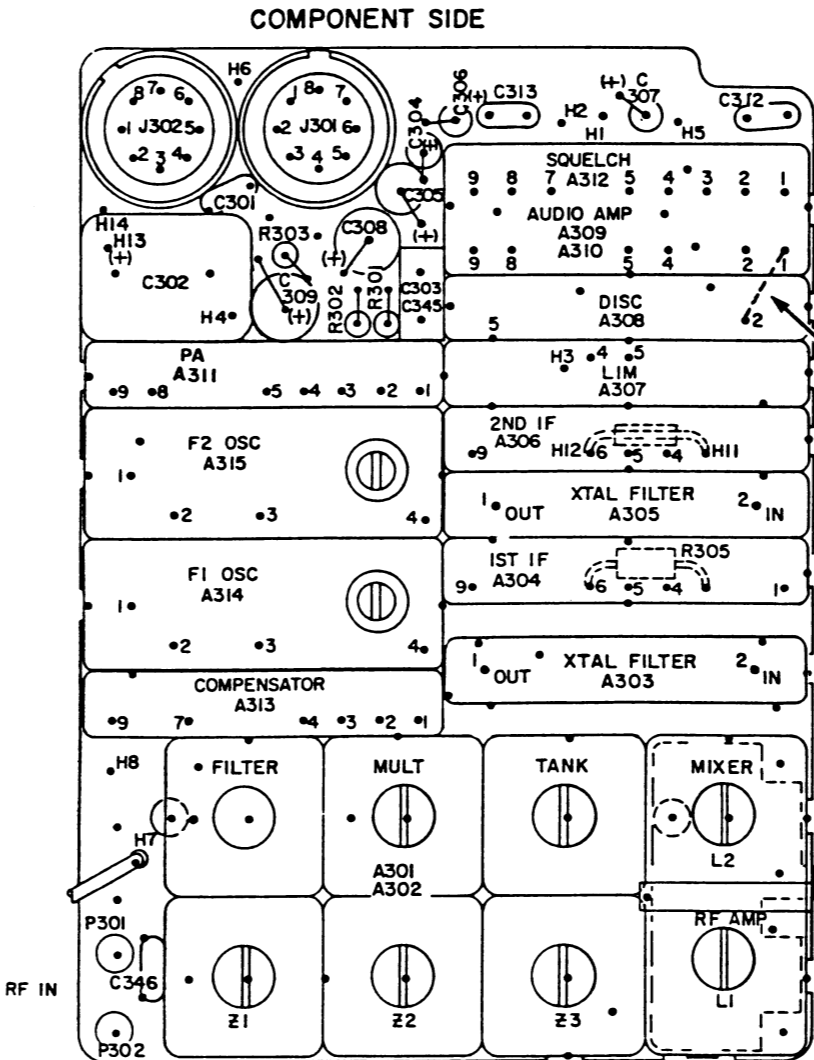 COMPONENT SIDE
H6
8 7 6
1 J302 5
2 3 4
1 8 7
2 J301 6
3 4 5
C304
C306
(+)
C313
(+) C
307
H2
H1
H5
C312
(+)
C305
(+)
C301
H14
H13
(+)
C302
H4
R303
C308
(+)
(+)
C
309
(+)
R302
R301
C303
C345
SQUELCH
A312
9 8 7 5 4 3 2 1
AUDIO AMP
A309
A310
9 8 5 4 2 1
DISC
A308
5
2
PA
A311
9 8 5 4 3 2 1
H3
4 5
LIM
A307
F2 OSC
A315
1
2 3 4
2ND IF
A306
9 H12 6 5 4 H11
1 OUT
XTAL FILTER
A305
2 IN
F1 OSC
A314
1
2 3 4
1ST IF
A304
R305
9 6 5 4 1
1 OUT
XTAL FILTER
A303
2 IN
COMPENSATOR
A313
9 7 4 3 2 1
H8
FILTER
MULT
TANK
MIXER
H7
L2
A301
A302
P301
RF AMP
C346
RF IN
Z1
Z2
Z3
L1
P302